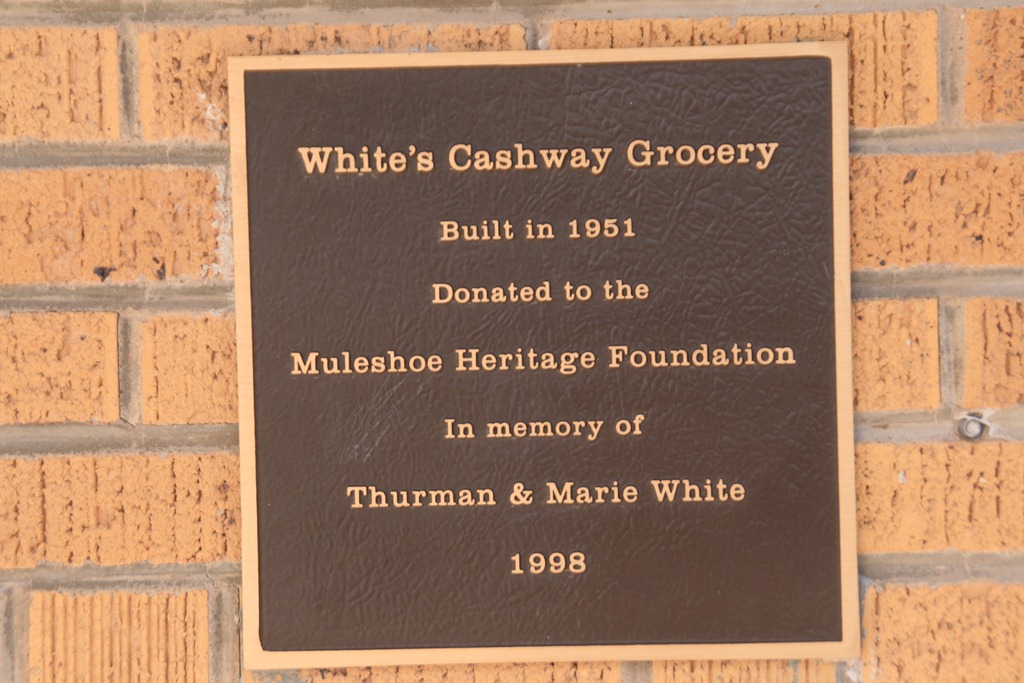 White's Cashway Grocery
Built in 1951
Donated to the
Muleshoe Heritage Foundation
In memory of
Thurman & Marie White
1998